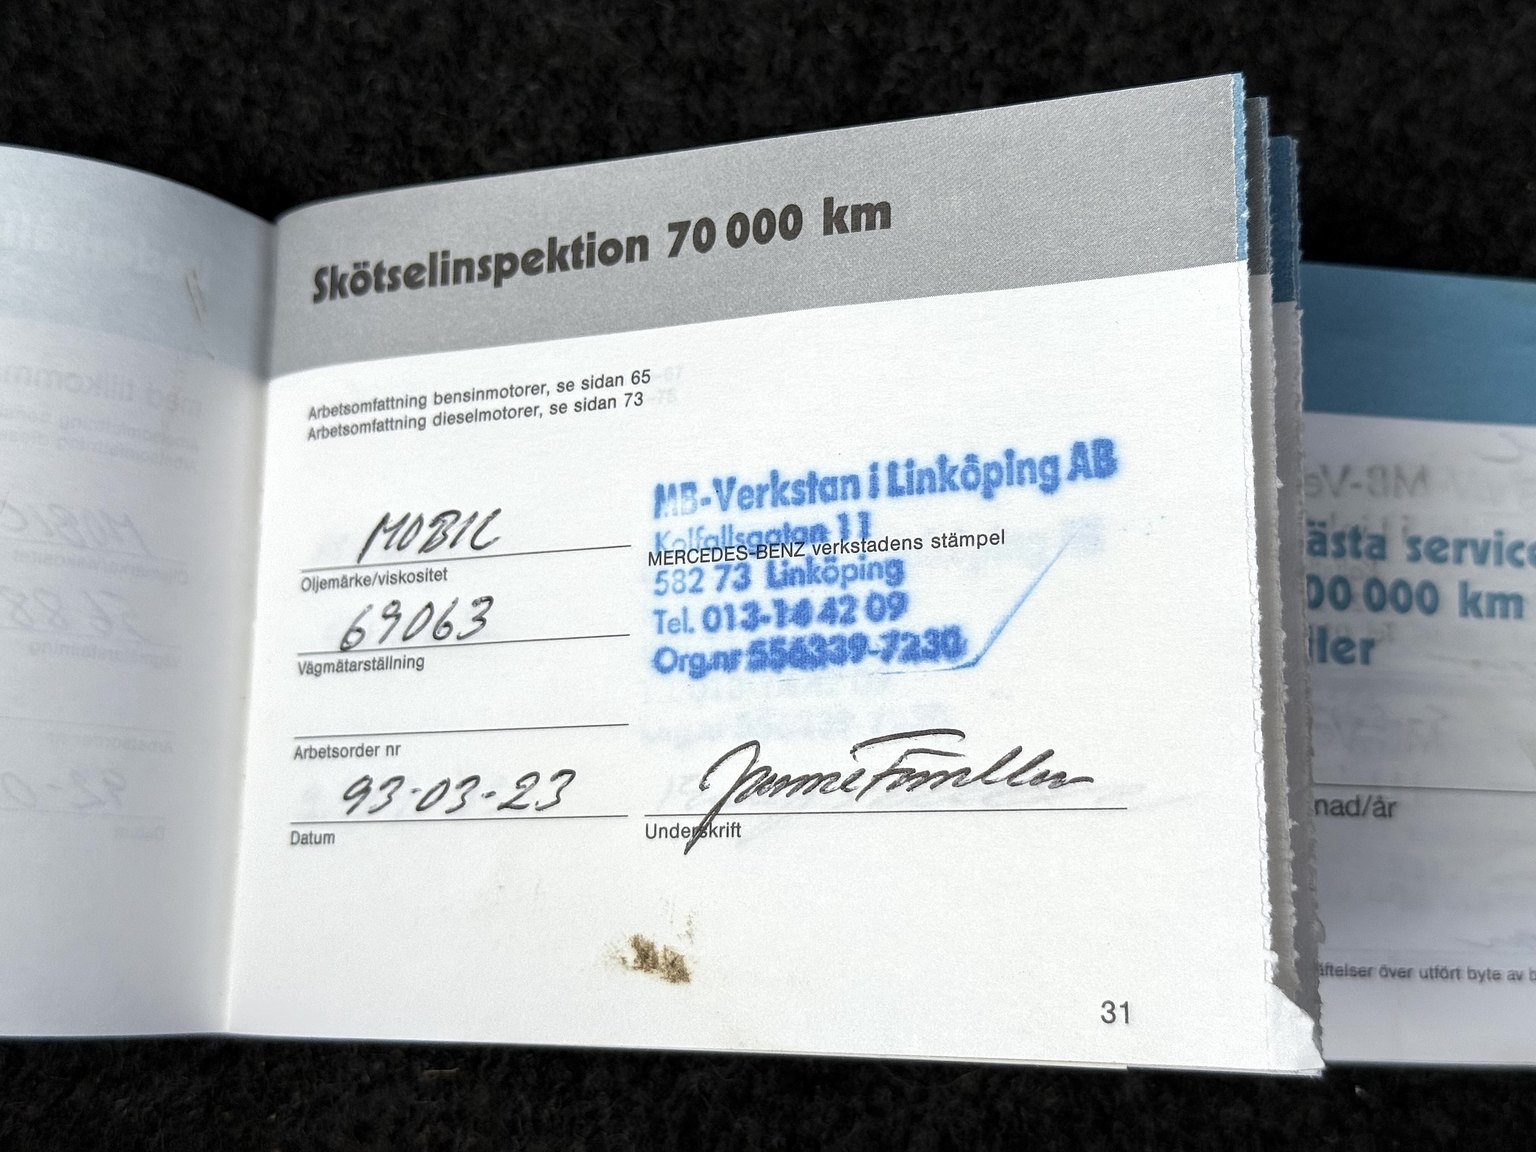 Skötselinspektion 70 000 km
Arbetsomfattning bensinmotorer, se sidan 65
Arbetsomfattning dieselmotorer, se sidan 73
MOBIL
Oljemärke/viskositet
69063
Vägmätarställning
Arbetsorder nr
93-03-23
Datum
MB-Verkstan i Linköping AB
Kolfallsgatan 11
MERCEDES-BENZ verkstadens stämpel
582 73 Linköping
Tel. 013-14 42 09
Org.nr 556339-7230
Underskrift
31
ästa service
00 000 km
ller
nad/år
äftelser över utfört byte av b